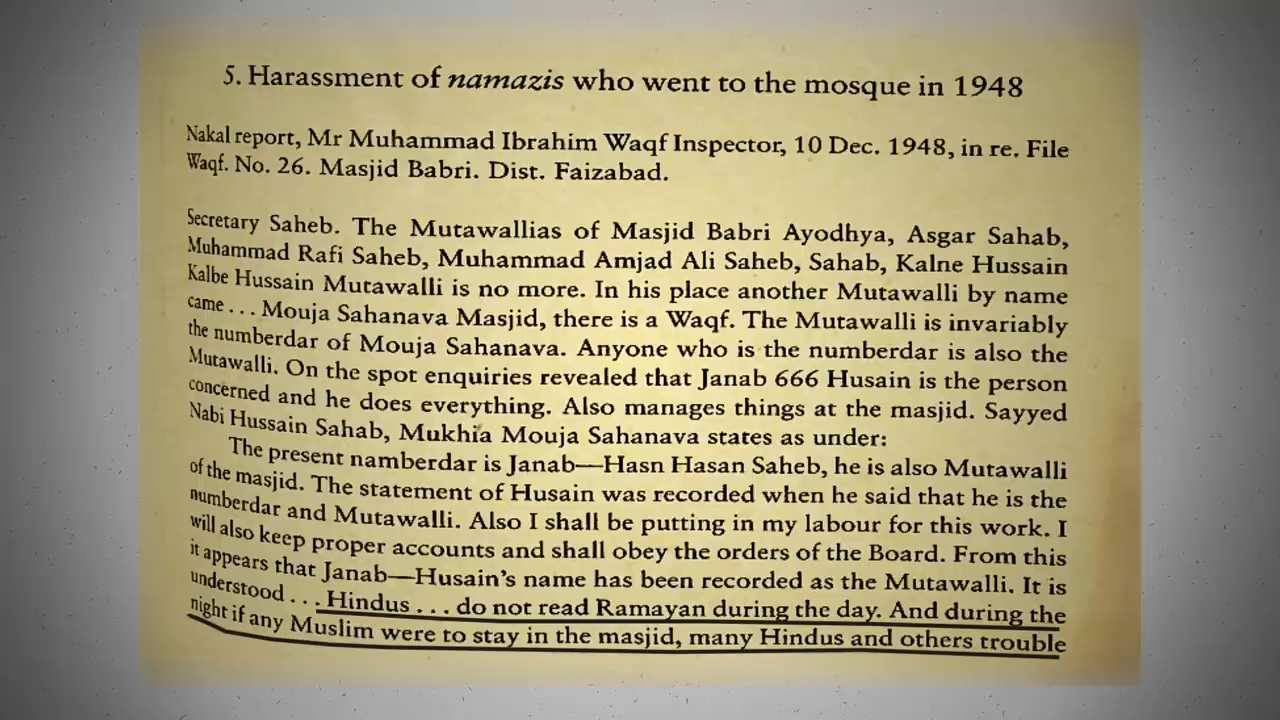 5. Harassment of namazis who went to the mosque in 1948
Nakal report, Mr Muhammad Ibrahim Waqf Inspector, 10 Dec. 1948, in re. File
Waqf. No. 26. Masjid Babri. Dist. Faizabad.
Secretary Saheb. The Mutawallias of Masjid Babri Ayodhya, Asgar Sahab,
Muhammad Rafi Saheb, Muhammad Amjad Ali Saheb, Sahab, Kalne Hussain
Kalbe Hussain Mutawalli is no more. In his place another Mutawalli by name
came . . . Mouja Sahanava Masjid, there is a Waqf. The Mutawalli is invariably
the numberdar of Mouja Sahanava. Anyone who is the numberdar is also the
Mutawalli. On the spot enquiries revealed that Janab 666 Husain is the person
concerned and he does everything. Also manages things at the masjid. Sayyed
Nabi Hussain Sahab, Mukhia Mouja Sahanava states as under:
The present namberdar is Janab—Hasn Hasan Saheb, he is also Mutawalli
of the masjid. The statement of Husain was recorded when he said that he is the
numberdar and Mutawalli. Also I shall be putting in my labour for this work. I
will also keep proper accounts and shall obey the orders of the Board. From this
it appears that Janab—Husain's name has been recorded as the Mutawalli. It is
understood . . . Hindus . . . do not read Ramayan during the day. And during the
night if any Muslim were to stay in the masjid, many Hindus and others trouble